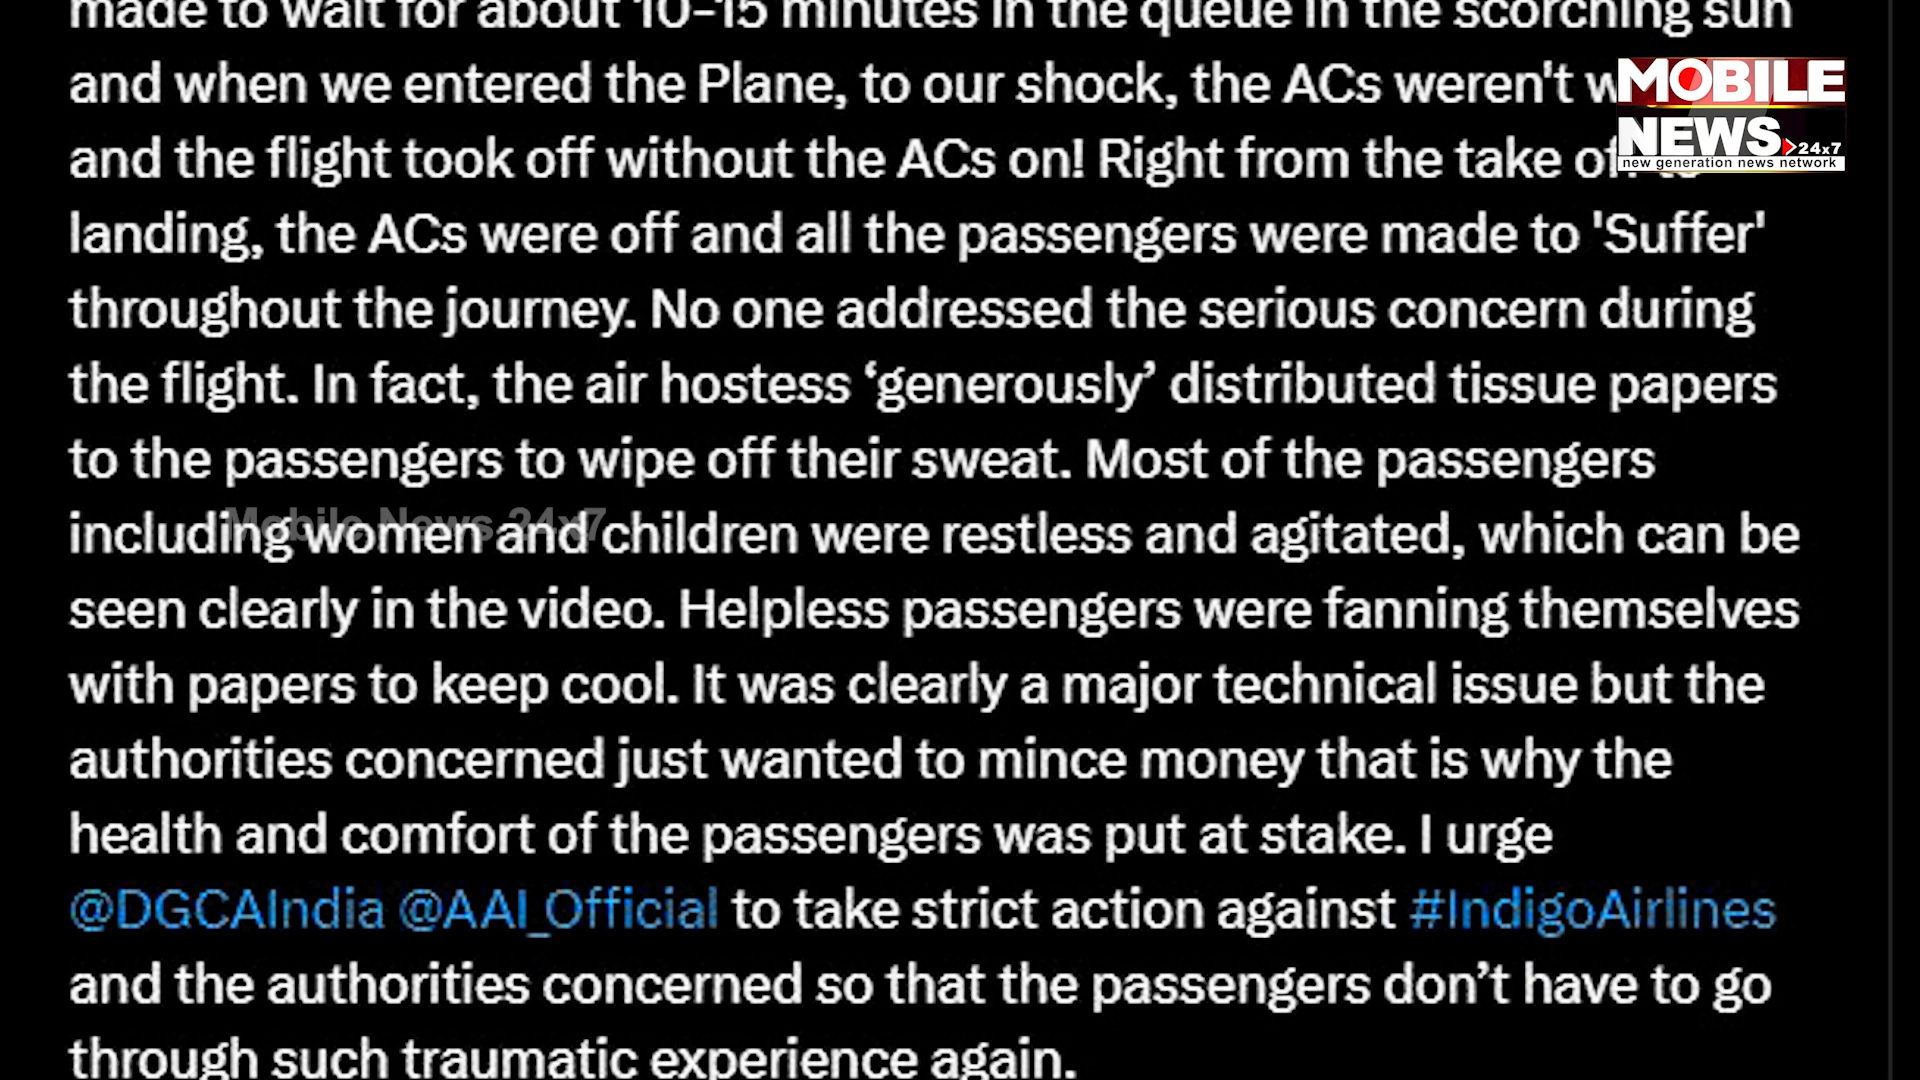 made to wait for about 10-15 minutes in the queue in the scorching sun
and when we entered the Plane, to our shock, the ACs weren't
and the flight took off without the ACs on! Right from the take
landing, the ACs were off and all the passengers were made to 'Suffer'
throughout the journey. No one addressed the serious concern during
the flight. In fact, the air hostess ‘generously’ distributed tissue papers
to the passengers to wipe off their sweat. Most of the passengers
including women and children were restless and agitated, which can be
seen clearly in the video. Helpless passengers were fanning themselves
with papers to keep cool. It was clearly a major technical issue but the
authorities concerned just wanted to mince money that is why the
health and comfort of the passengers was put at stake. I urge
@DGCAIndia @AAI_Official to take strict action against #IndigoAirlines
and the authorities concerned so that the passengers don’t have to go
through such traumatic experience again.
MOBILE
NEWS 24x7
new generation news network
Mobile News 24x7